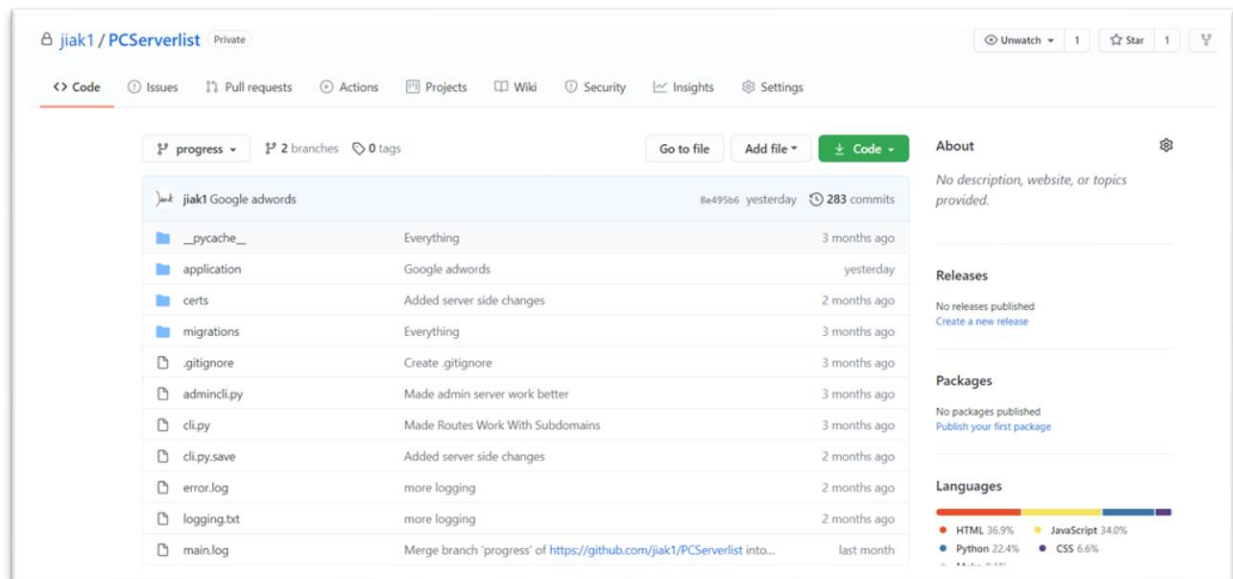 jiak1 / PCServerlist Private
Unwatch 1 Star 1
Code Issues Pull requests Actions Projects Wiki Security Insights Settings
progress 2 branches 0 tags Go to file Add file Code
jiak1 Google adwords 8e495b6 yesterday 283 commits
__pycache__ Everything 3 months ago
application Google adwords yesterday
certs Added server side changes 2 months ago
migrations Everything 3 months ago
.gitignore Create .gitignore 3 months ago
admincli.py Made admin server work better 3 months ago
cli.py Made Routes Work With Subdomains 3 months ago
cli.py.save Added server side changes 2 months ago
error.log more logging 2 months ago
logging.txt more logging 2 months ago
main.log Merge branch 'progress' of https://github.com/jiak1/PCServerlist into... last month
About
No description, website, or topics
provided.
Releases
No releases published
Create a new release
Packages
No packages published
Publish your first package
Languages
HTML 36.9% JavaScript 34.0%
Python 22.4% CSS 6.6%